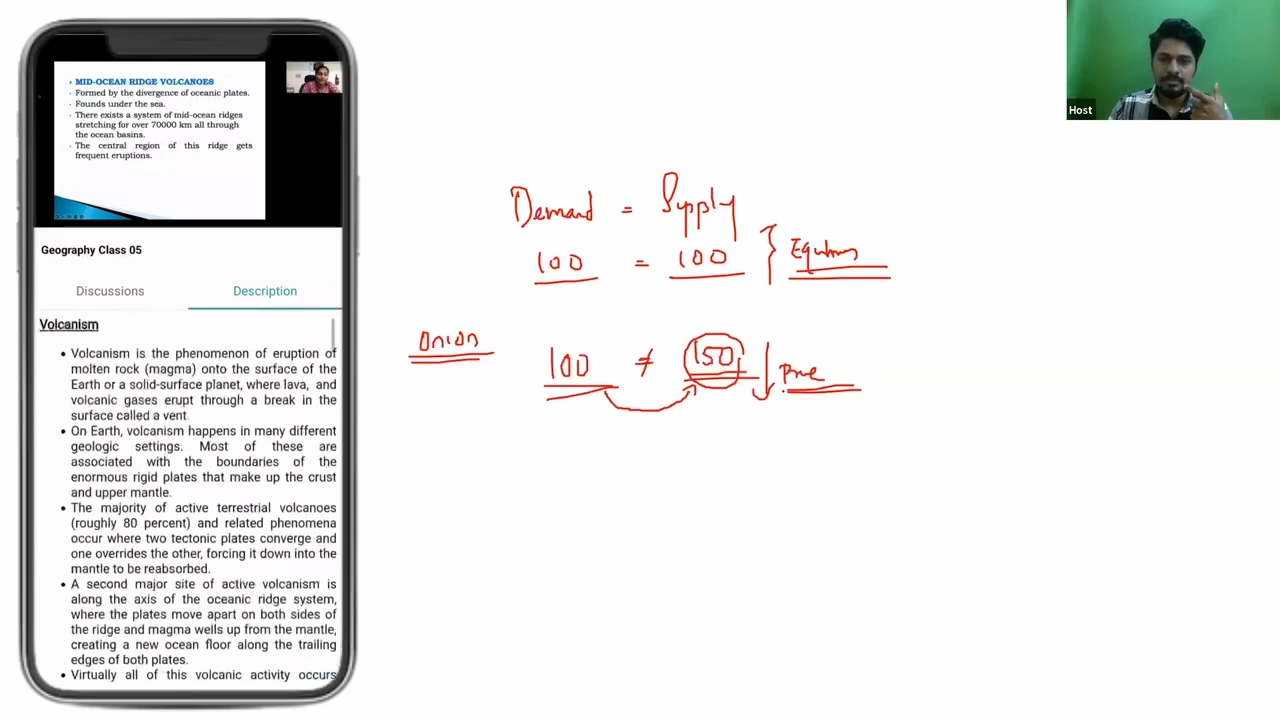 MID-OCEAN RIDGE VOLCANOES
Formed by the divergence of oceanic plates.
Founds under the sea.
There exists a system of mid-ocean ridges
stretching for over 70000 km all through
the ocean basins.
The central region of this ridge gets
frequent eruptions.
Geography Class 05
Discussions Description
Volcanism
• Volcanism is the phenomenon of eruption of
molten rock (magma) onto the surface of the
Earth or a solid-surface planet, where lava, and
volcanic gases erupt through a break in the
surface called a vent.
• On Earth, volcanism happens in many different
geologic settings. Most of these are
associated with the boundaries of the
enormous rigid plates that make up the crust
and upper mantle.
• The majority of active terrestrial volcanoes
(roughly 80 percent) and related phenomena
occur where two tectonic plates converge and
one overrides the other, forcing it down into the
mantle to be reabsorbed.
• A second major site of active volcanism is
along the axis of the oceanic ridge system,
where the plates move apart on both sides of
the ridge and magma wells up from the mantle,
creating a new ocean floor along the trailing
edges of both plates.
• Virtually all of this volcanic activity occurs
Demand = Supply
100 = 100
Onion
100 ≠ 150
Host